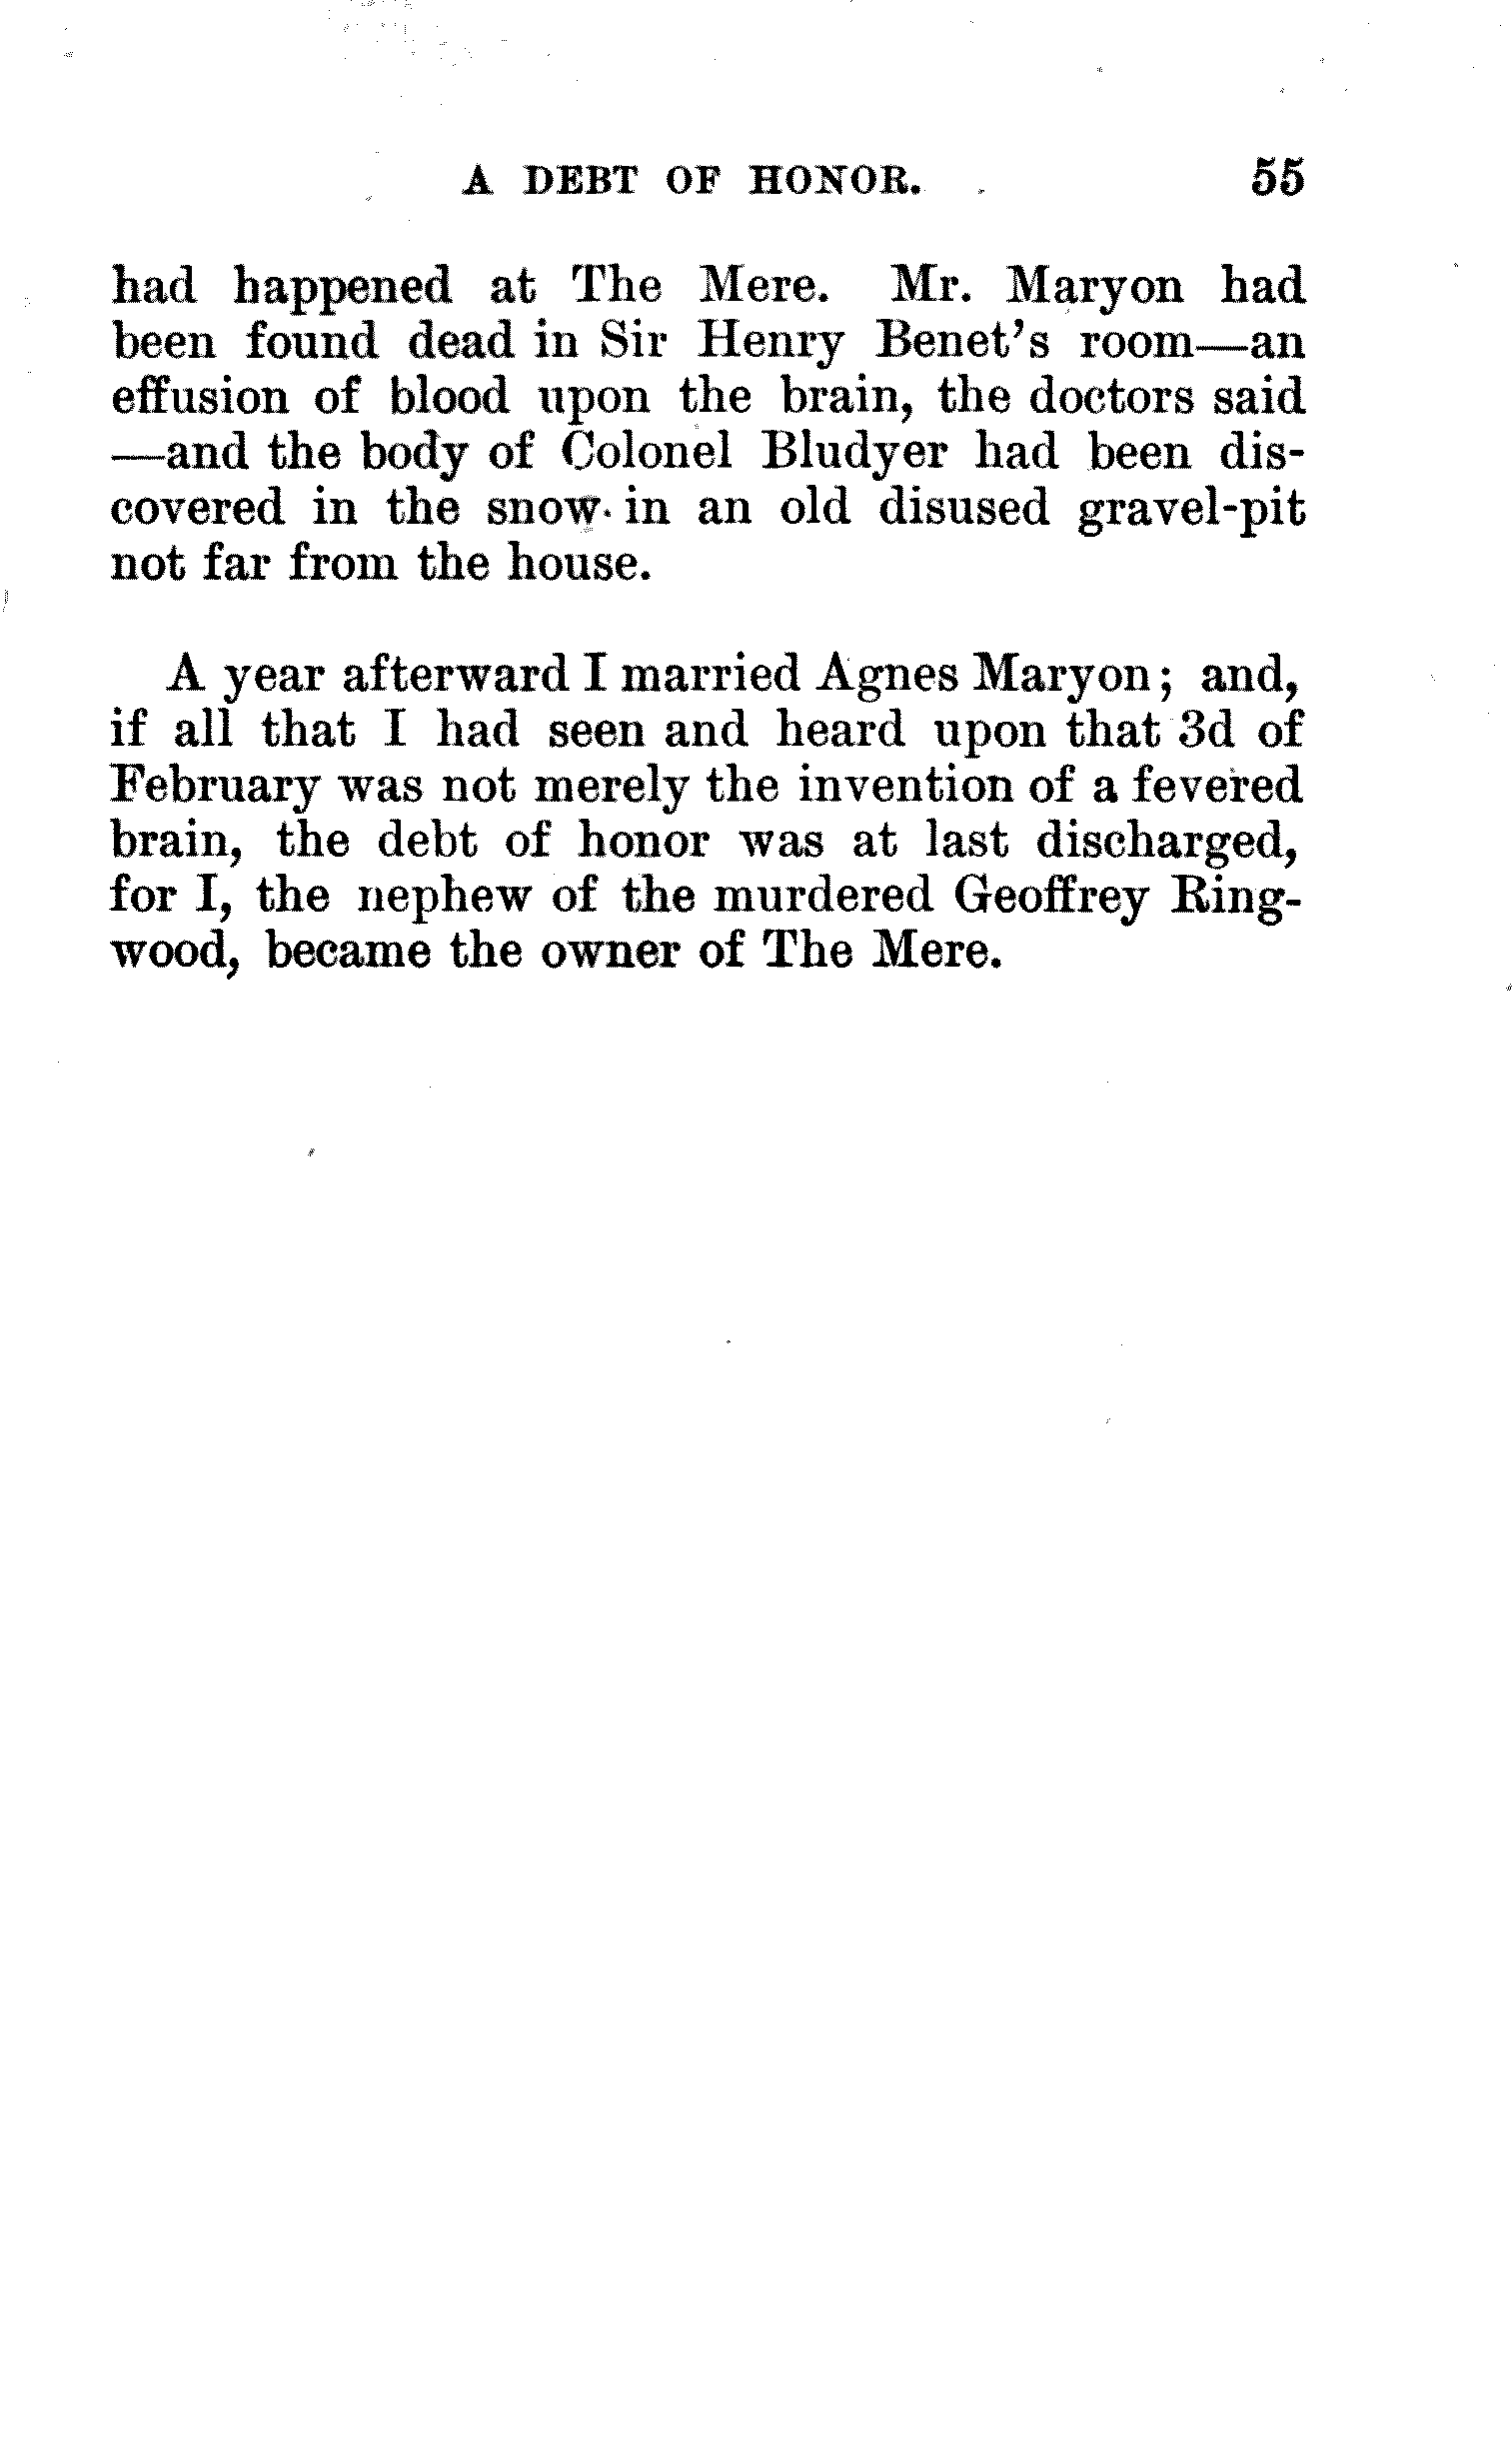 A DEBT OF HONOR. 55
had happened at The Mere. Mr. Maryon had
been found dead in Sir Henry Benet's room—an
effusion of blood upon the brain, the doctors said
—and the body of Colonel Bludyer had been dis-
covered in the snow in an old disused gravel-pit
not far from the house.
A year afterward I married Agnes Maryon; and,
if all that I had seen and heard upon that 3d of
February was not merely the invention of a fevered
brain, the debt of honor was at last discharged,
for I, the nephew of the murdered Geoffrey Ring-
wood, became the owner of The Mere.